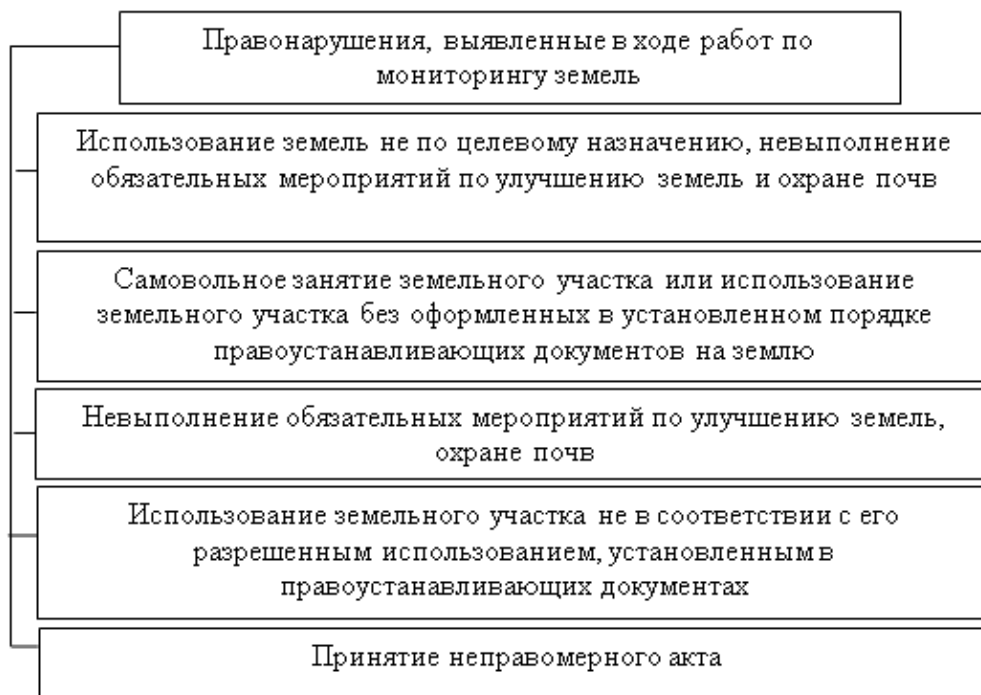 Правонарушения, выявленные в ходе работ по
мониторингу земель
Использование земель не по целевому назначению, невыполнение
обязательных мероприятий по улучшению земель и охране почв
Самовольное занятие земельного участка или использование
земельного участка без оформленных в установленном порядке
правоустанавливающих документов на землю
Невыполнение обязательных мероприятий по улучшению земель,
охране почв
Использование земельного участка не в соответствии с его
разрешенным использованием, установленным в
правоустанавливающих документах
Принятие неправомерного акта